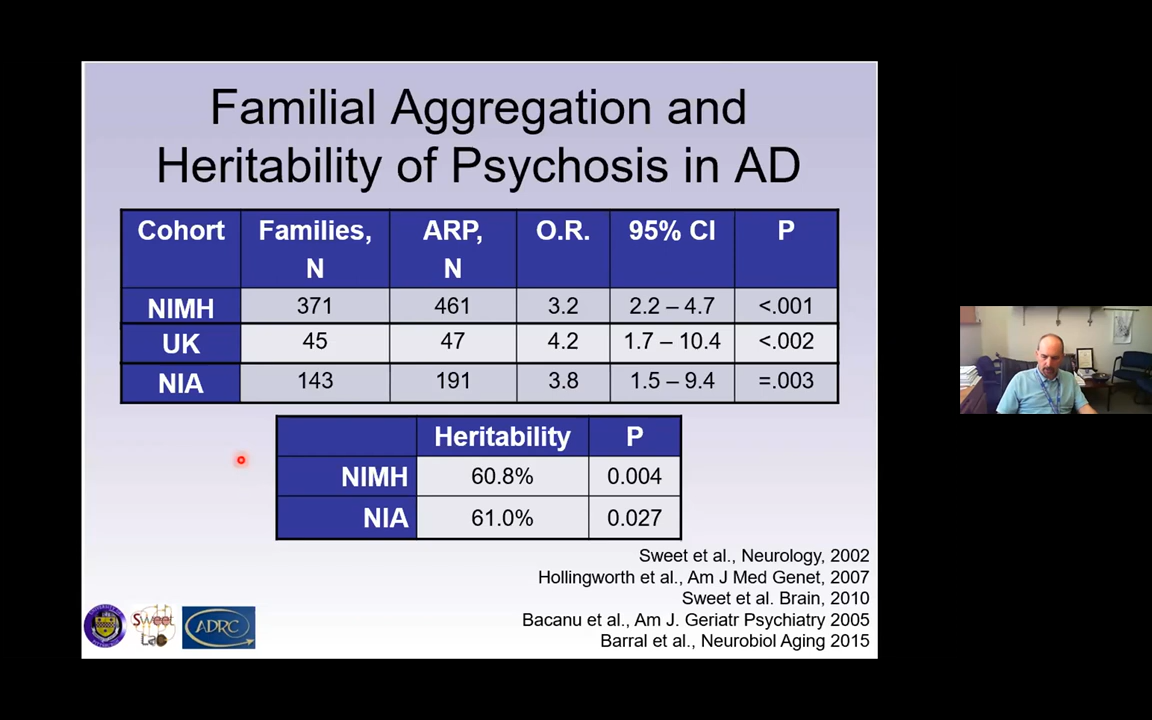 Familial Aggregation and
Heritability of Psychosis in AD
Cohort Families, N ARP, N O.R. 95% CI P
NIMH 371 461 3.2 2.2 – 4.7 <.001
UK 45 47 4.2 1.7 – 10.4 <.002
NIA 143 191 3.8 1.5 – 9.4 =.003
Heritability P
NIMH 60.8% 0.004
NIA 61.0% 0.027
Sweet et al., Neurology, 2002
Hollingworth et al., Am J Med Genet, 2007
Sweet et al. Brain, 2010
Bacanu et al., Am J. Geriatr Psychiatry 2005
Barral et al., Neurobiol Aging 2015
Sweet
Lab
ADRC